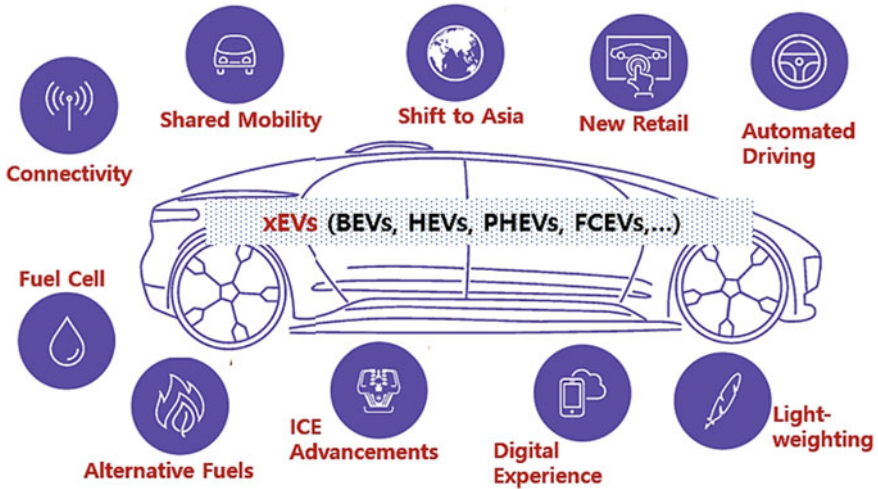 Connectivity
Shared Mobility
Shift to Asia
New Retail
Automated
Driving
xEVs (BEVs, HEVs, PHEVs, FCEVs,...)
Fuel Cell
Alternative Fuels
ICE
Advancements
Digital
Experience
Light-
weighting